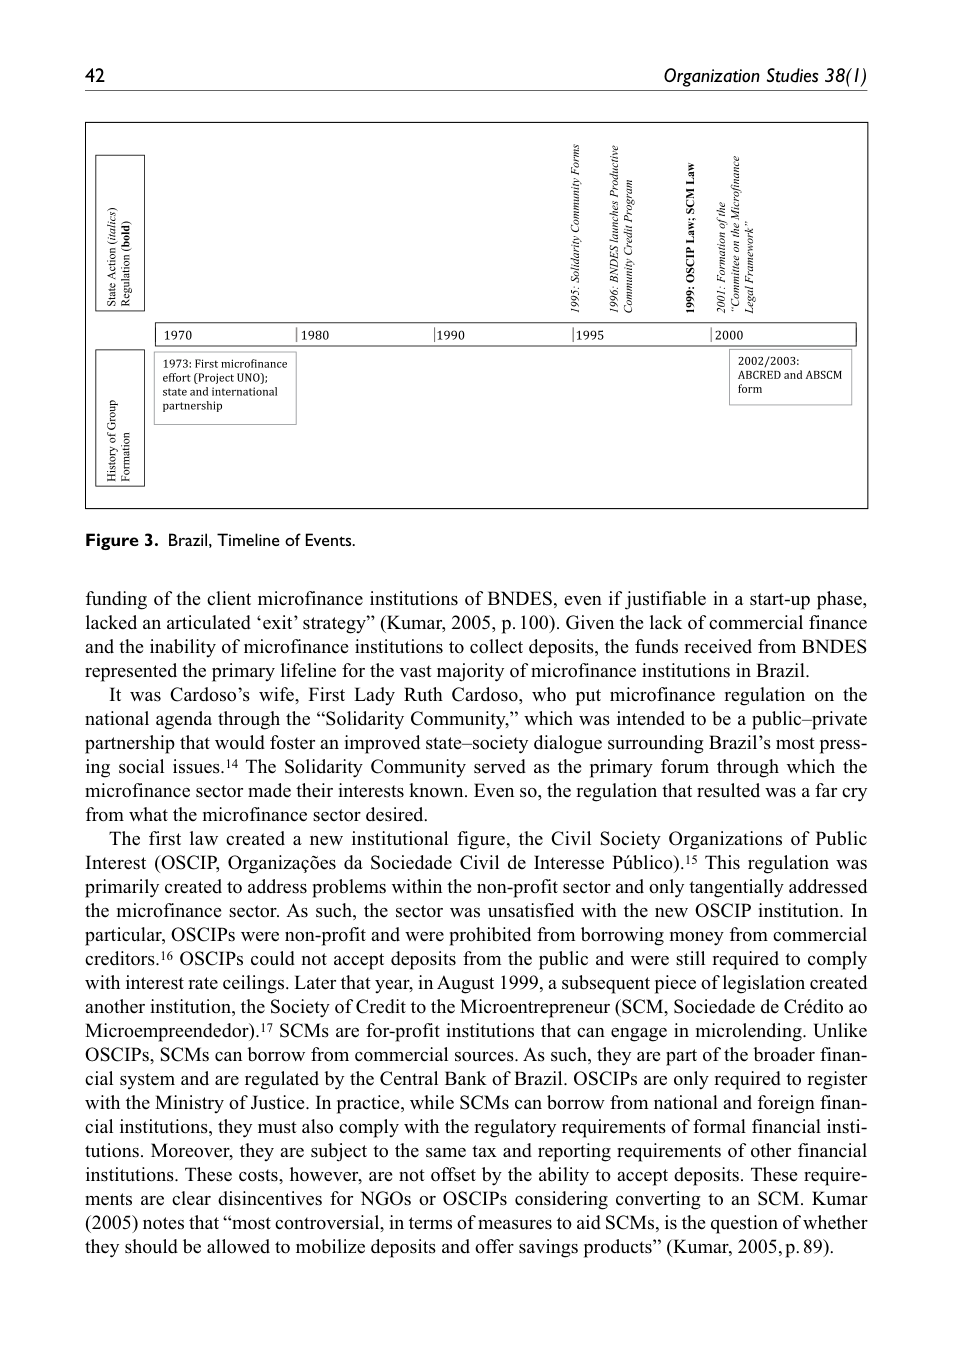 42
Organization Studies 38(1)
State Action (italics)
Regulation (bold)
1995: Solidarity Community Forms
1996: BNDES launches Productive
Community Credit Program
1999: OSCIP Law; SCM Law
2001: Formation of the
“Committee on the Microfinance
Legal Framework”
1970
1980
1990
1995
2000
History of Group
Formation
1973: First microfinance
effort (Project UNO);
state and international
partnership
2002/2003:
ABCRED and ABSCM
form
Figure 3. Brazil, Timeline of Events.
funding of the client microfinance institutions of BNDES, even if justifiable in a start-up phase,
lacked an articulated ‘exit’ strategy” (Kumar, 2005, p. 100). Given the lack of commercial finance
and the inability of microfinance institutions to collect deposits, the funds received from BNDES
represented the primary lifeline for the vast majority of microfinance institutions in Brazil.
It was Cardoso’s wife, First Lady Ruth Cardoso, who put microfinance regulation on the
national agenda through the “Solidarity Community,” which was intended to be a public–private
partnership that would foster an improved state–society dialogue surrounding Brazil’s most press-
ing social issues.14 The Solidarity Community served as the primary forum through which the
microfinance sector made their interests known. Even so, the regulation that resulted was a far cry
from what the microfinance sector desired.
The first law created a new institutional figure, the Civil Society Organizations of Public
Interest (OSCIP, Organizações da Sociedade Civil de Interesse Público).15 This regulation was
primarily created to address problems within the non-profit sector and only tangentially addressed
the microfinance sector. As such, the sector was unsatisfied with the new OSCIP institution. In
particular, OSCIPs were non-profit and were prohibited from borrowing money from commercial
creditors.16 OSCIPs could not accept deposits from the public and were still required to comply
with interest rate ceilings. Later that year, in August 1999, a subsequent piece of legislation created
another institution, the Society of Credit to the Microentrepreneur (SCM, Sociedade de Crédito ao
Microempreendedor).17 SCMs are for-profit institutions that can engage in microlending. Unlike
OSCIPs, SCMs can borrow from commercial sources. As such, they are part of the broader finan-
cial system and are regulated by the Central Bank of Brazil. OSCIPs are only required to register
with the Ministry of Justice. In practice, while SCMs can borrow from national and foreign finan-
cial institutions, they must also comply with the regulatory requirements of formal financial insti-
tutions. Moreover, they are subject to the same tax and reporting requirements of other financial
institutions. These costs, however, are not offset by the ability to accept deposits. These require-
ments are clear disincentives for NGOs or OSCIPs considering converting to an SCM. Kumar
(2005) notes that “most controversial, in terms of measures to aid SCMs, is the question of whether
they should be allowed to mobilize deposits and offer savings products” (Kumar, 2005, p. 89).